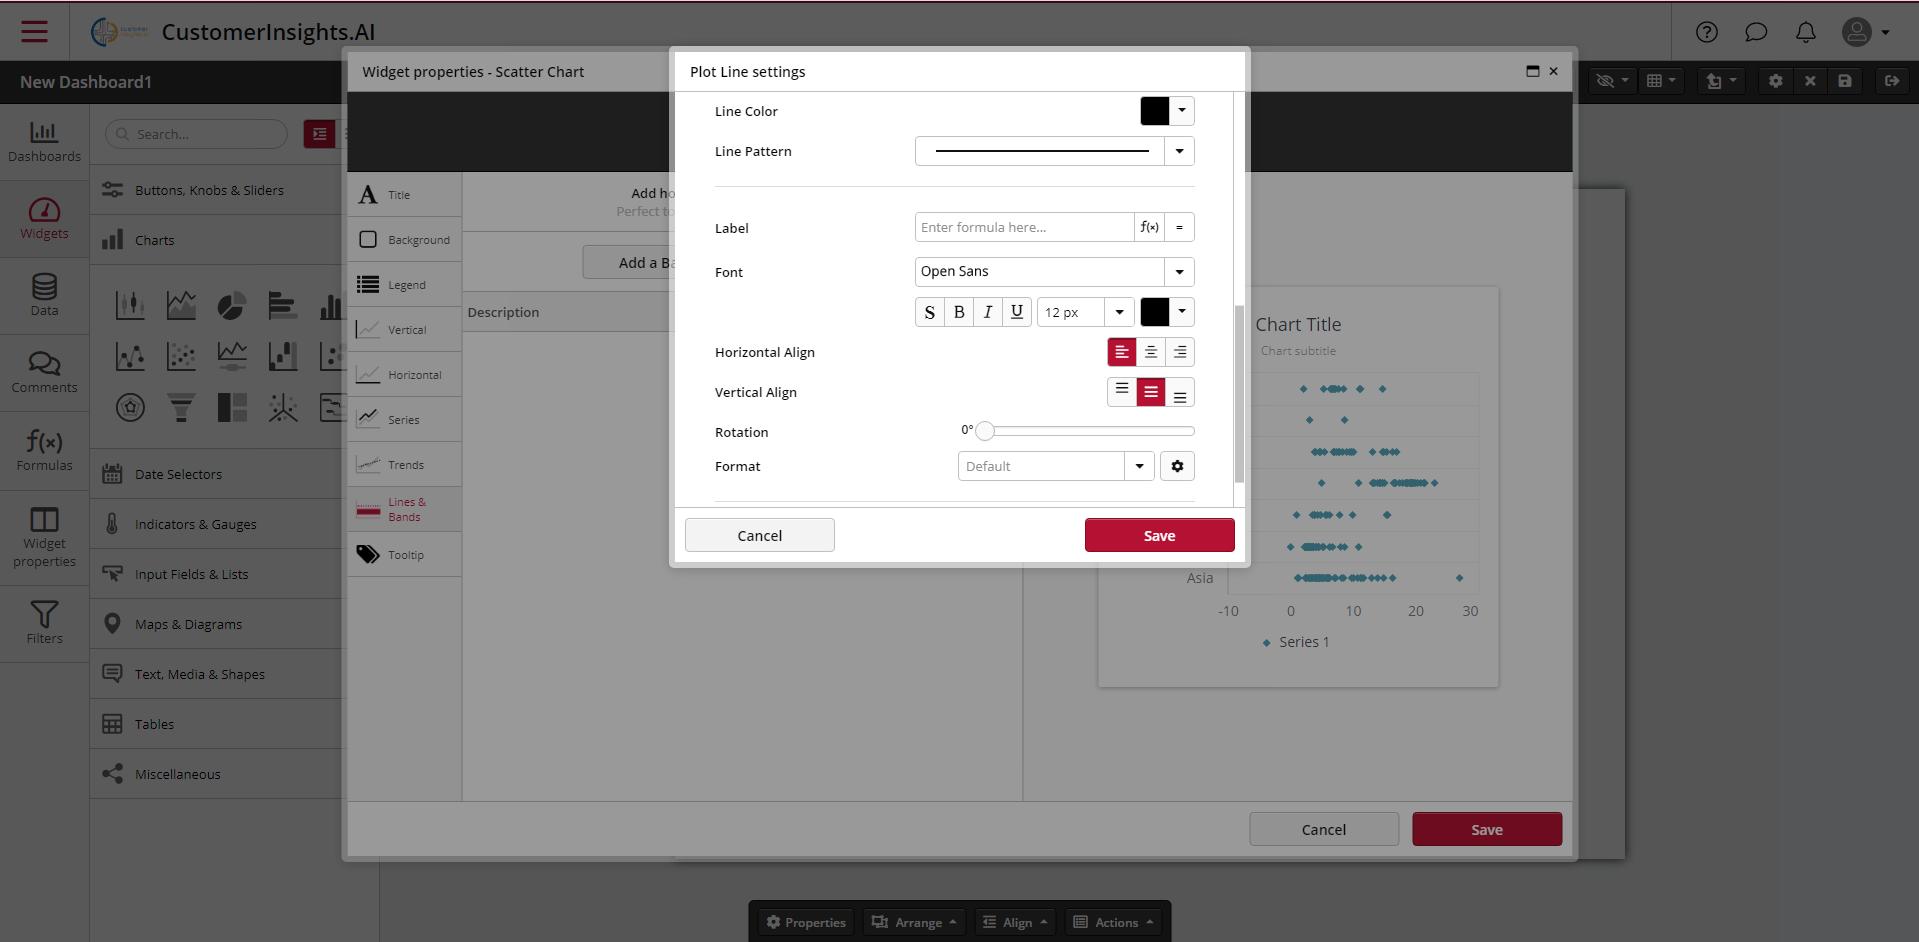 CustomerInsights.AI
New Dashboard1
Dashboards
Widgets
Data
Comments
Formulas
Widget
properties
Filters
Search...
Buttons, Knobs & Sliders
Charts
Date Selectors
Indicators & Gauges
Input Fields & Lists
Maps & Diagrams
Text, Media & Shapes
Tables
Miscellaneous
Widget properties - Scatter Chart
Title
Background
Legend
Vertical
Horizontal
Series
Trends
Lines &
Bands
Tooltip
Add ho
Perfect to
Add a Ba
Description
Plot Line settings
Line Color
Line Pattern
Label
Enter formula here...
f(x)
=
Font
Open Sans
S B I U
12 px
Horizontal Align
Vertical Align
Rotation
0°
Format
Default
Cancel
Save
Chart Title
Chart subtitle
Asia
-10 0 10 20 30
Series 1
Cancel
Save
Properties
Arrange
Align
Actions